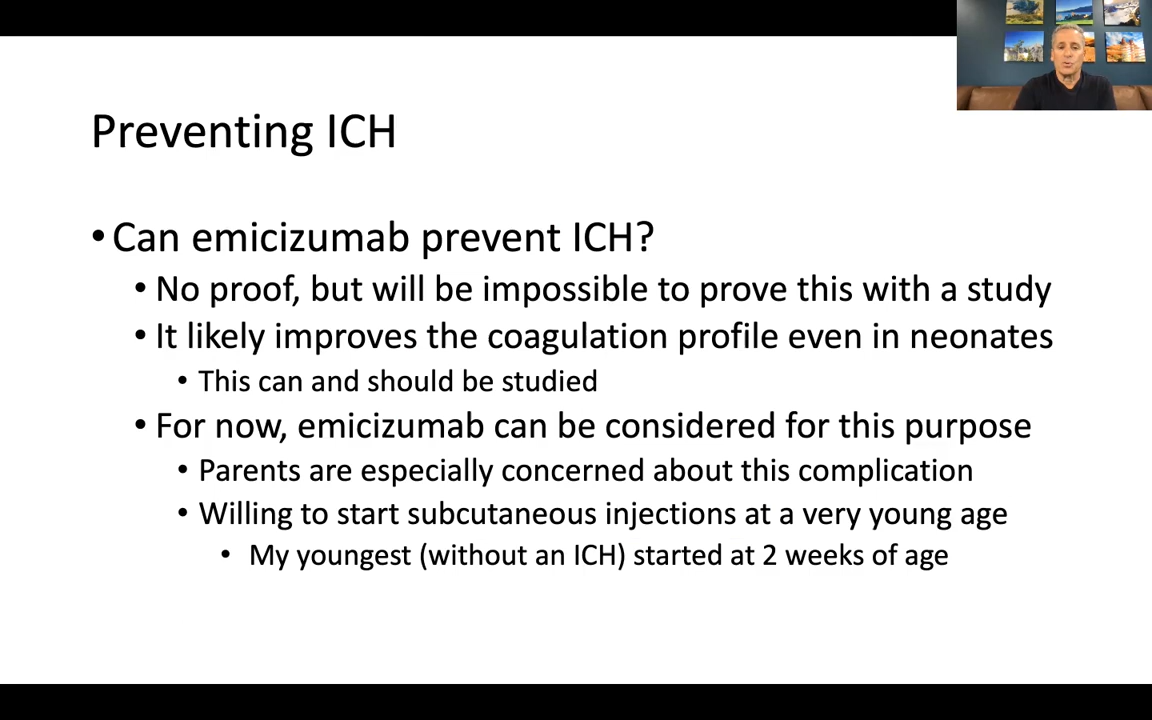 Preventing ICH
• Can emicizumab prevent ICH?
• No proof, but will be impossible to prove this with a study
• It likely improves the coagulation profile even in neonates
• This can and should be studied
• For now, emicizumab can be considered for this purpose
• Parents are especially concerned about this complication
• Willing to start subcutaneous injections at a very young age
• My youngest (without an ICH) started at 2 weeks of age